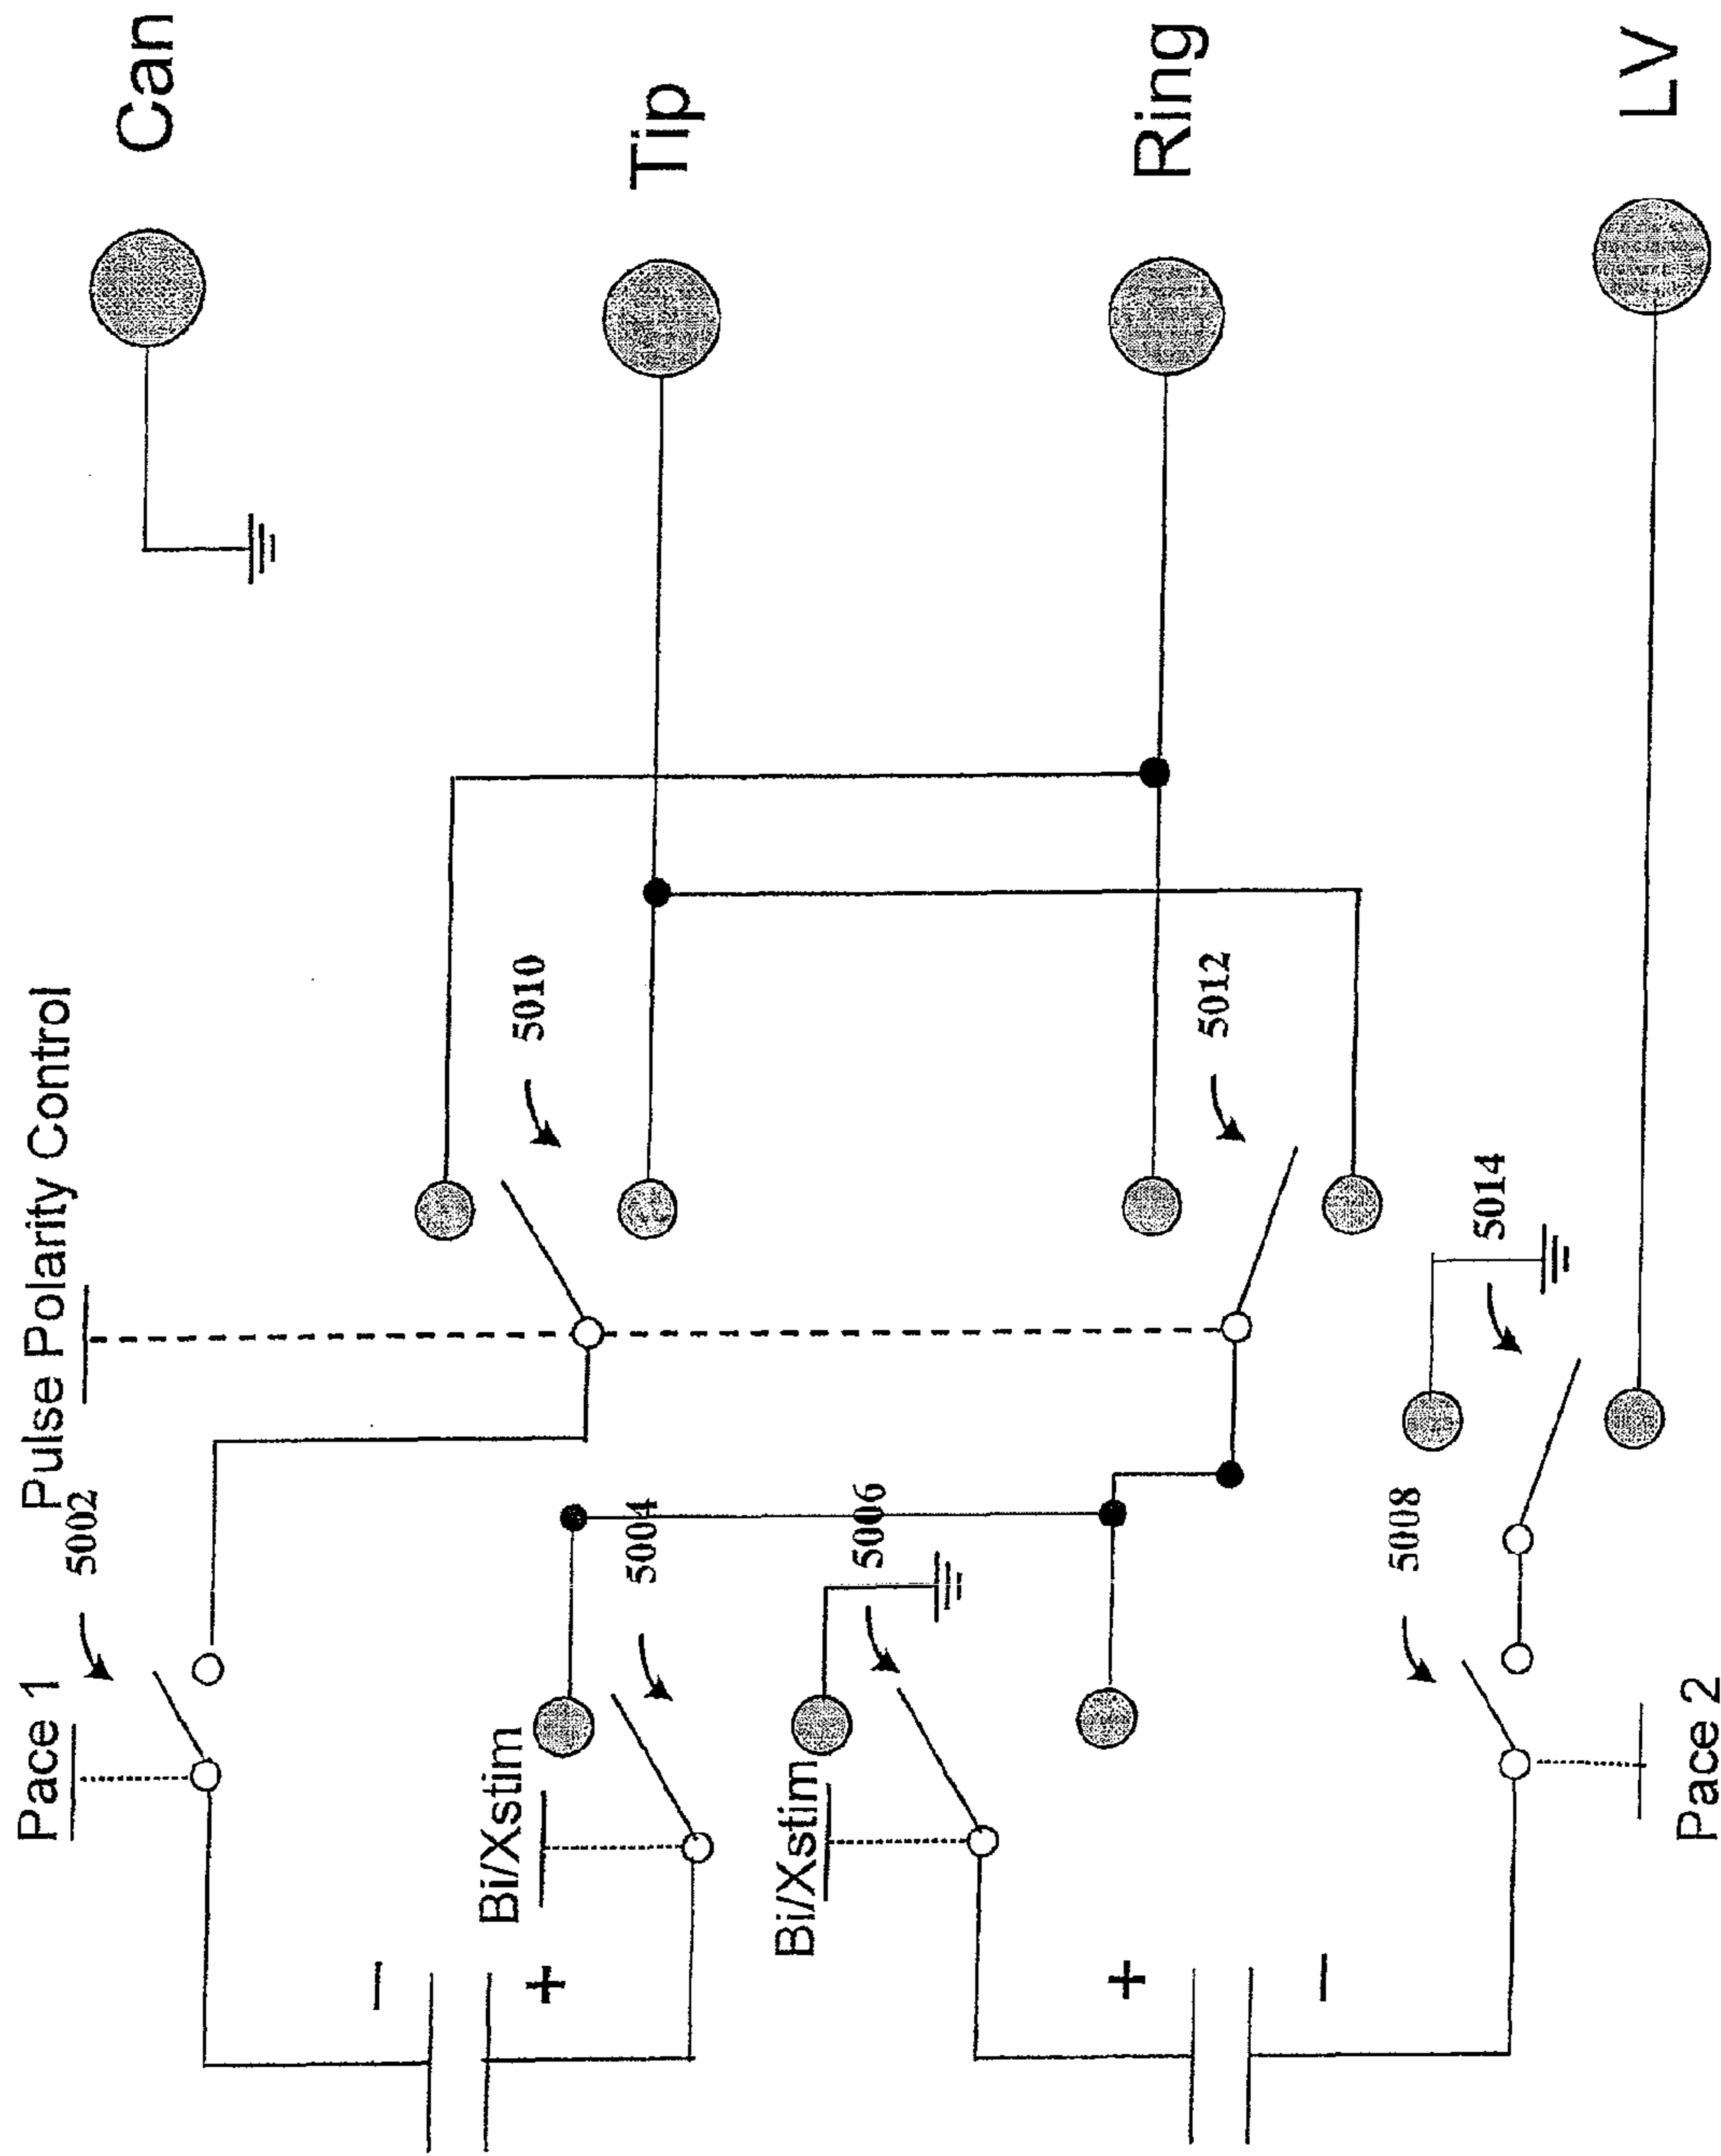 Pace 1
5002
Pulse Polarity Control
Can
–
+
Bi/Xstim
5004
5010
Tip
Bi/Xstim
5006
+
–
5012
Ring
5008
5014
Pace 2
LV